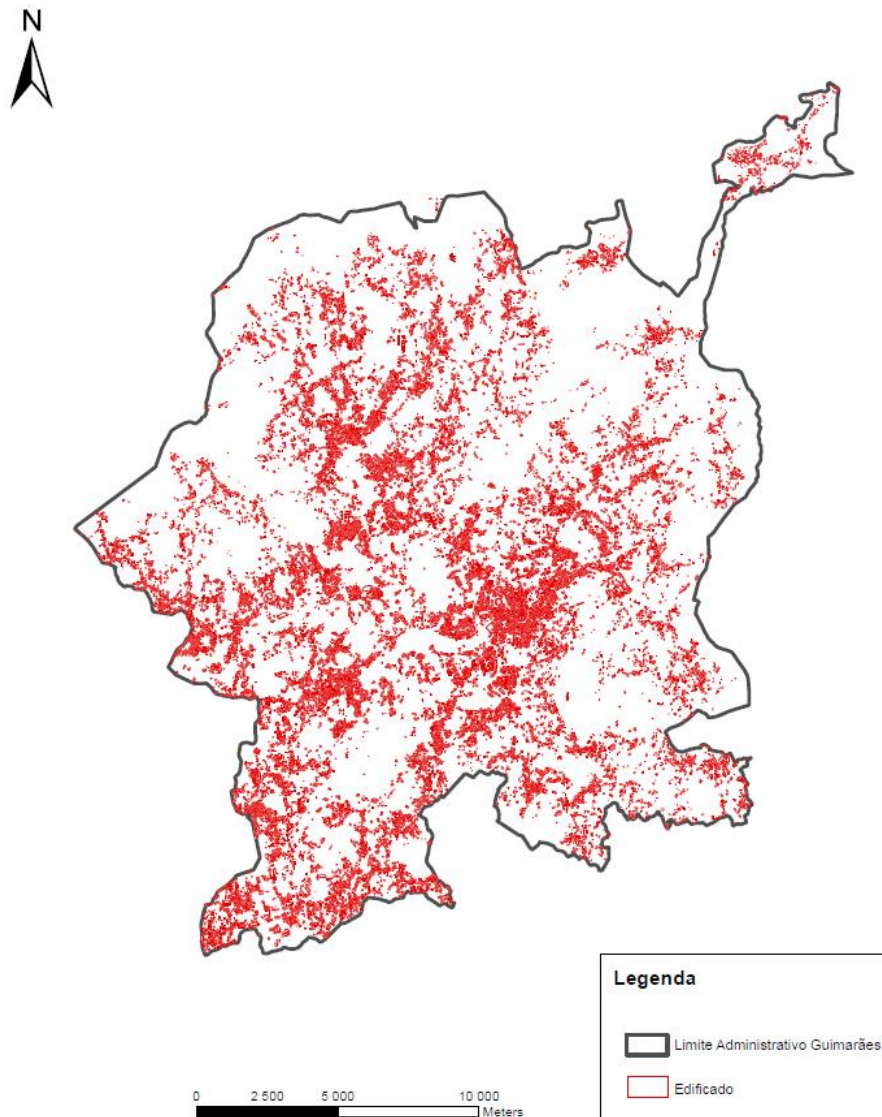 N
Legenda
Limite Administrativo Guimarães
Edificado
0 2 500 5 000 10 000
Meters